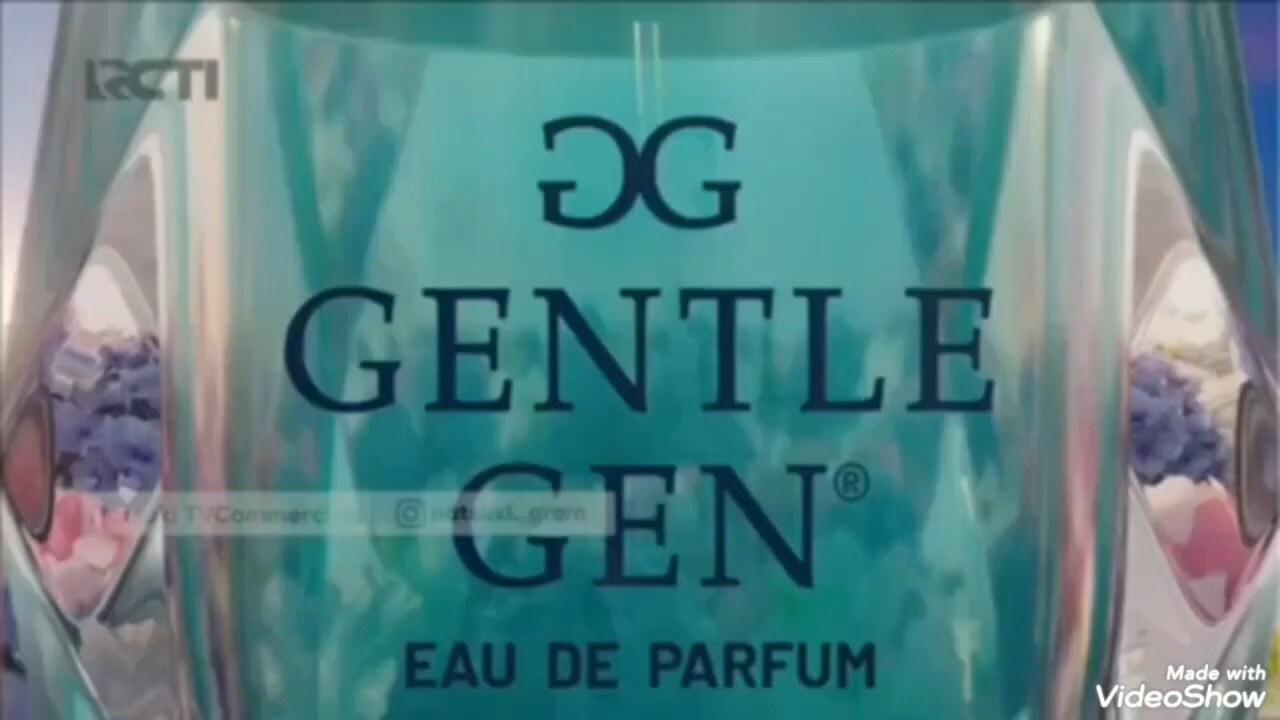 RCTI
GG
GENTLE
GEN®
EAU DE PARFUM
Made with
VideoShow